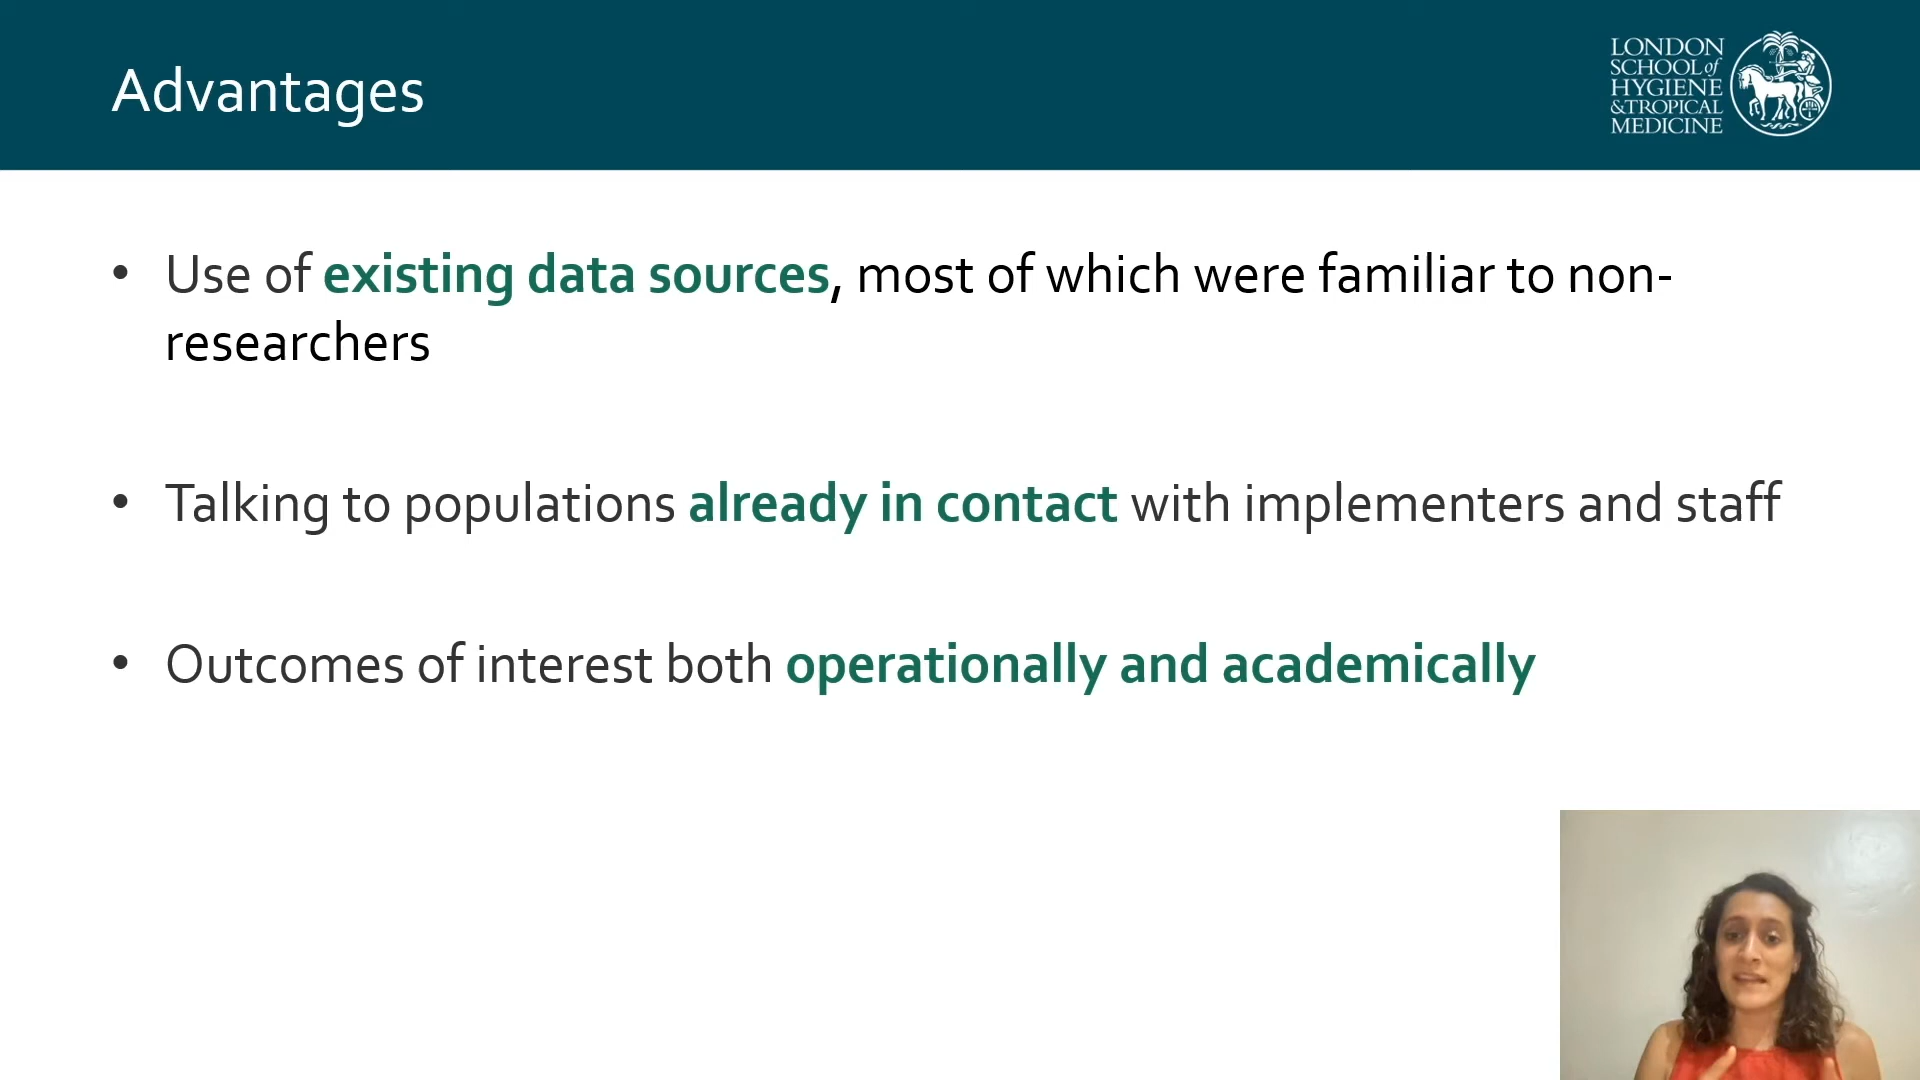 Advantages
LONDON
SCHOOL of
HYGIENE
&TROPICAL
MEDICINE
• Use of existing data sources, most of which were familiar to non-
researchers
• Talking to populations already in contact with implementers and staff
• Outcomes of interest both operationally and academically